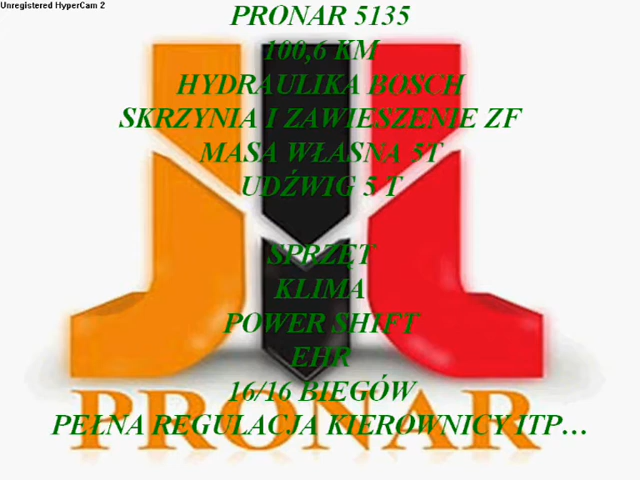 Unregistered HyperCam 2
PRONAR 5135
100,6 KM
HYDRAULIKA BOSCH
SKRZYNIA I ZAWIESZENIE ZF
MASA WŁASNA 5T
UDŹWIG 5 T
SPRZĘT
KLIMA
POWER SHIFT
EHR
16/16 BIEGÓW
PEŁNA REGULACJA KIEROWNICY ITP…
PRONAR